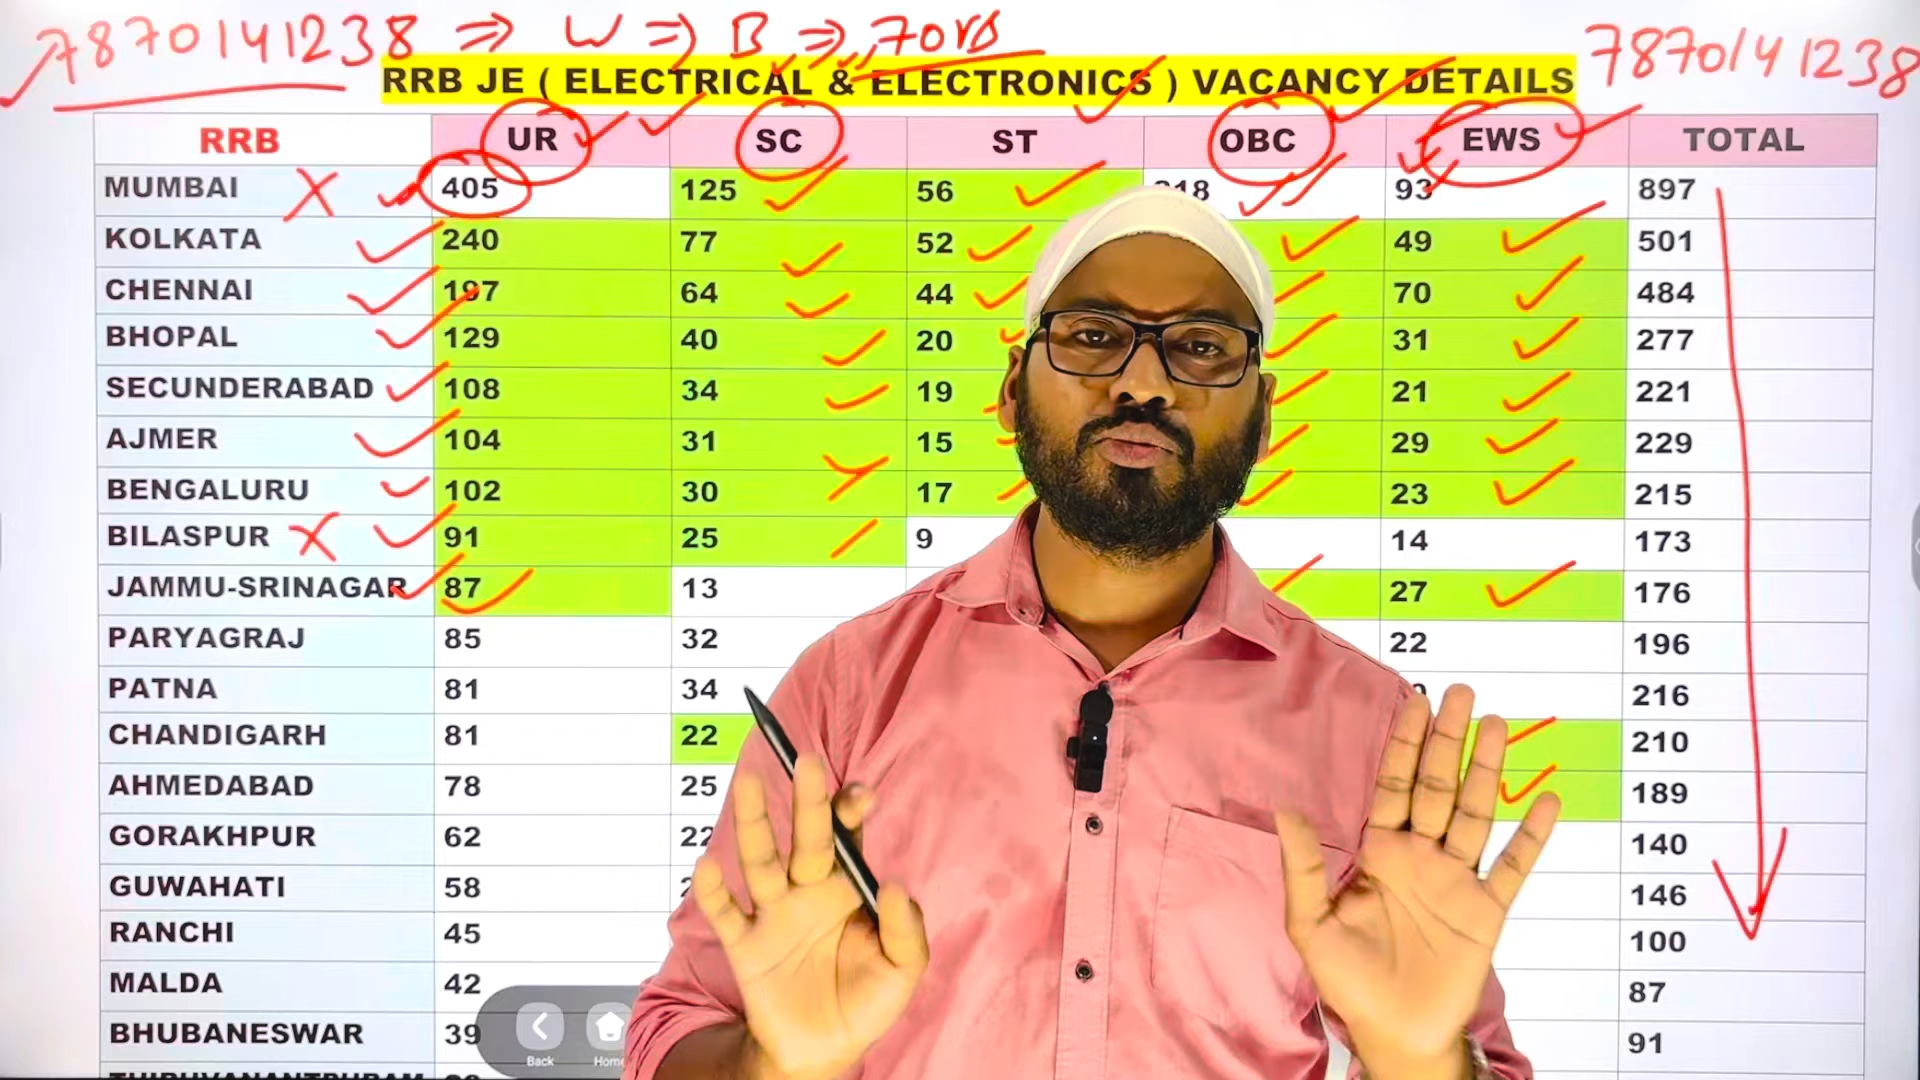 7870141238 ⇒ W ⇒ B ⇒ 70rs 7870141238
RRB JE ( ELECTRICAL & ELECTRONICS ) VACANCY DETAILS
RRB UR SC ST OBC EWS TOTAL
MUMBAI 405 125 56 93 897
KOLKATA 240 77 52 49 501
CHENNAI 197 64 44 70 484
BHOPAL 129 40 20 31 277
SECUNDERABAD 108 34 19 21 221
AJMER 104 31 15 29 229
BENGALURU 102 30 17 23 215
BILASPUR 91 25 9 14 173
JAMMU-SRINAGAR 87 13 27 176
PARYAGRAJ 85 32 22 196
PATNA 81 34 216
CHANDIGARH 81 22 210
AHMEDABAD 78 25 189
GORAKHPUR 62 22 140
GUWAHATI 58 146
RANCHI 45 100
MALDA 42 87
BHUBANESWAR 39 91
Back Home